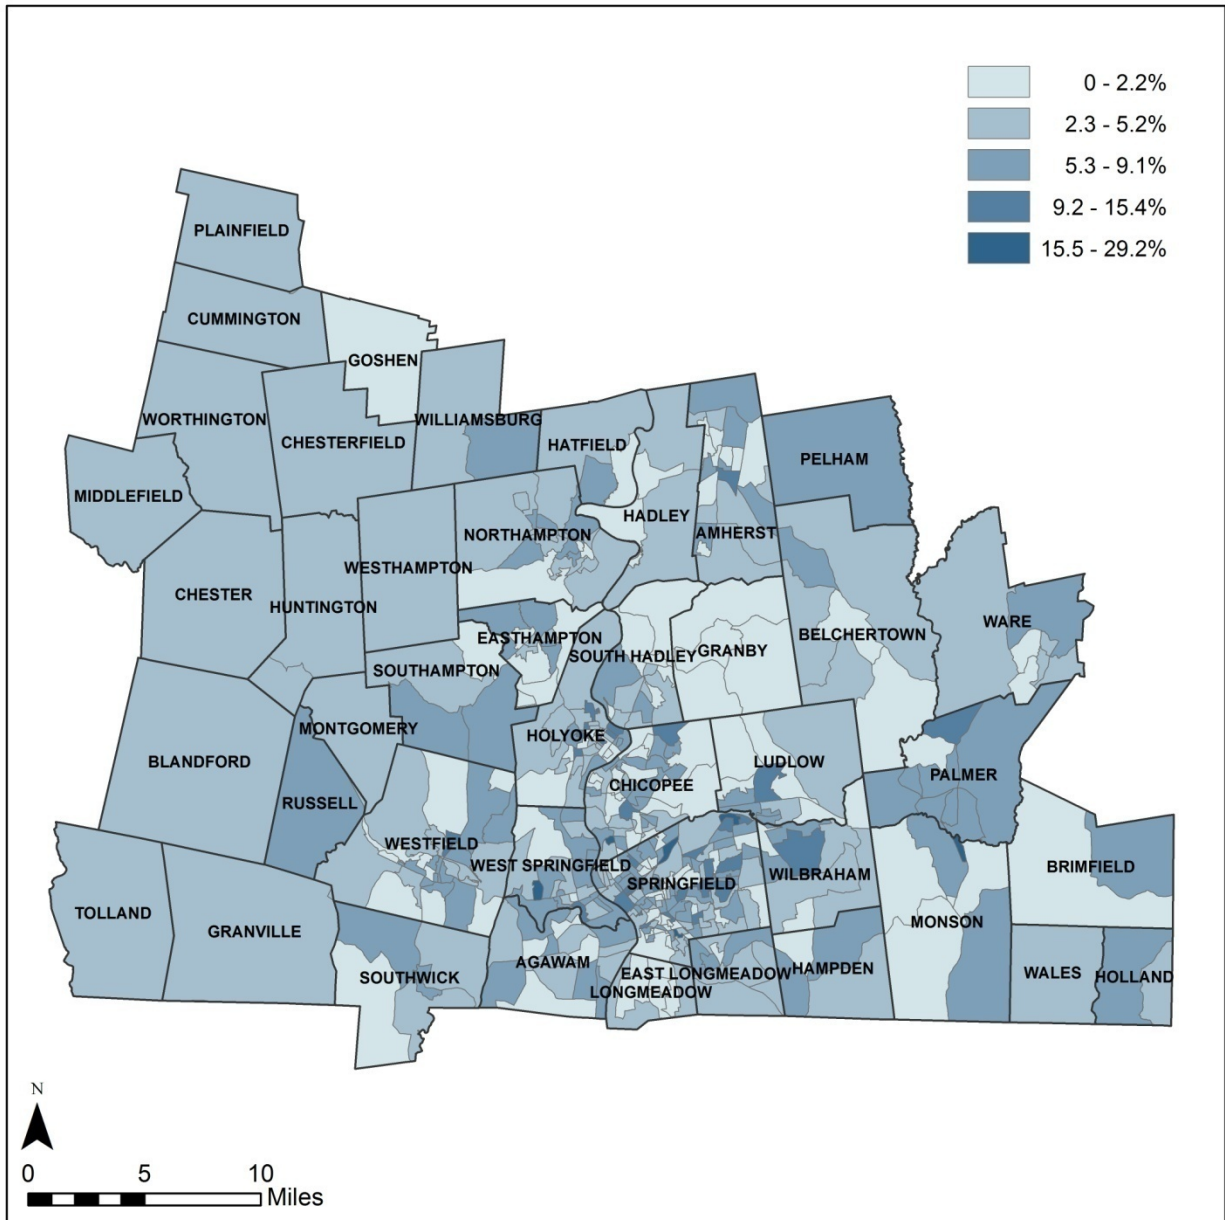 0 - 2.2%
2.3 - 5.2%
5.3 - 9.1%
9.2 - 15.4%
15.5 - 29.2%
PLAINFIELD
CUMMINGTON
GOSHEN
WORTHINGTON
CHESTERFIELD
WILLIAMSBURG
HATFIELD
PELHAM
MIDDLEFIELD
NORTHAMPTON
HADLEY
AMHERST
WESTHAMPTON
CHESTER
HUNTINGTON
EASTHAMPTON
BELCHERTOWN
WARE
SOUTHAMPTON
SOUTH HADLEY
GRANBY
MONTGOMERY
HOLYOKE
BLANDFORD
LUDLOW
PALMER
RUSSELL
CHICOPEE
WESTFIELD
WEST SPRINGFIELD
SPRINGFIELD
WILBRAHAM
BRIMFIELD
TOLLAND
GRANVILLE
MONSON
SOUTHWICK
AGAWAM
EAST LONGMEADOW
HAMPDEN
WALES
HOLLAND
LONGMEADOW
N
0 5 10
Miles